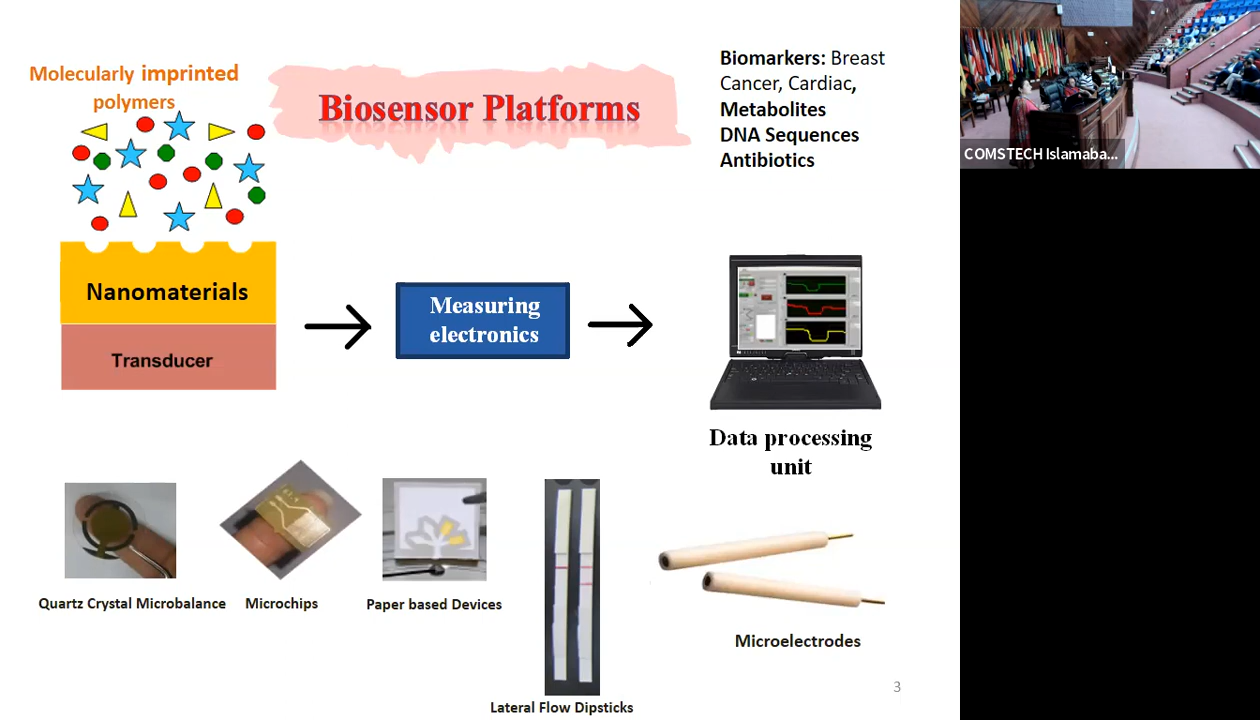 Molecularly imprinted
polymers
Biosensor Platforms
Biomarkers: Breast
Cancer, Cardiac,
Metabolites
DNA Sequences
Antibiotics
COMSTECH Islamaba...
Nanomaterials
Transducer
Measuring
electronics
Data processing
unit
Quartz Crystal Microbalance
Microchips
Paper based Devices
Lateral Flow Dipsticks
Microelectrodes
3